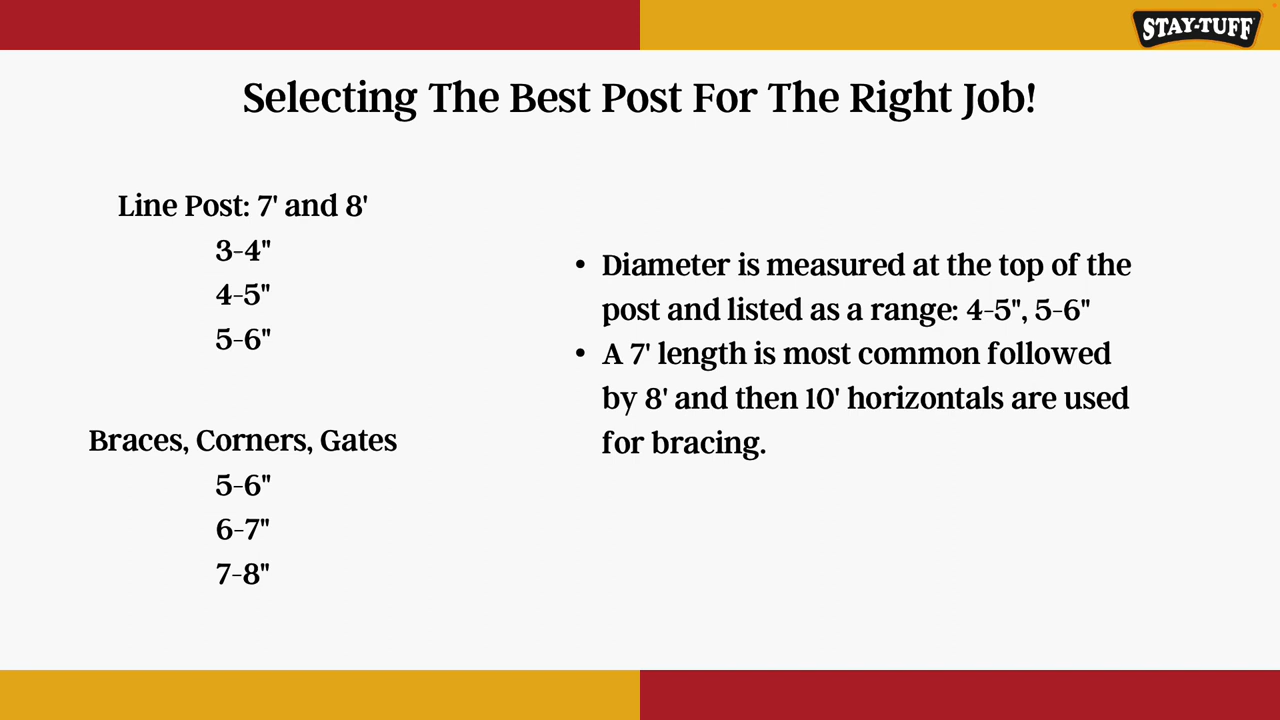 STAY-TUFF
Selecting The Best Post For The Right Job!
Line Post: 7' and 8'
3-4"
4-5"
5-6"
Braces, Corners, Gates
5-6"
6-7"
7-8"
• Diameter is measured at the top of the
post and listed as a range: 4-5", 5-6"
• A 7' length is most common followed
by 8' and then 10' horizontals are used
for bracing.